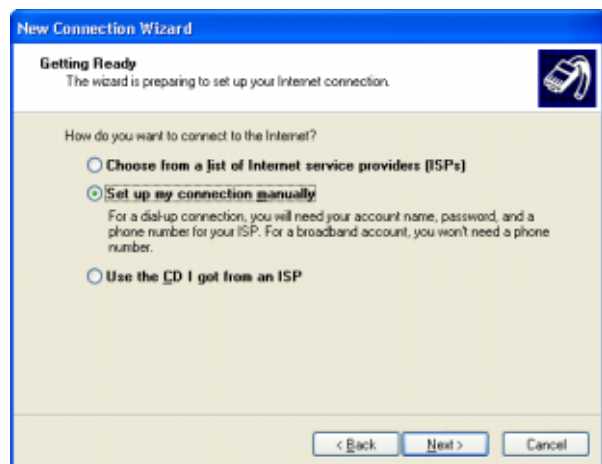 New Connection Wizard
Getting Ready
The wizard is preparing to set up your Internet connection.
How do you want to connect to the Internet?
Choose from a list of Internet service providers (ISPs)
Set up my connection manually
For a dial-up connection, you will need your account name, password, and a
phone number for your ISP. For a broadband account, you won't need a phone
number.
Use the CD I got from an ISP
< Back Next > Cancel